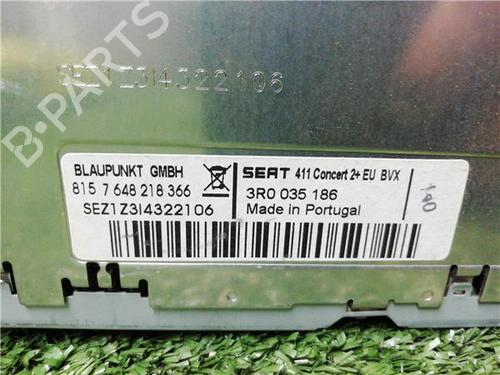 SEZ1Z3I4322106
B-PARTS
BLAUPUNKT GMBH
815 7 648 218 366
SEZ1Z3I4322106
SEAT 411 Concert 2+ EU BVX
3R0 035 186
Made in Portugal
140